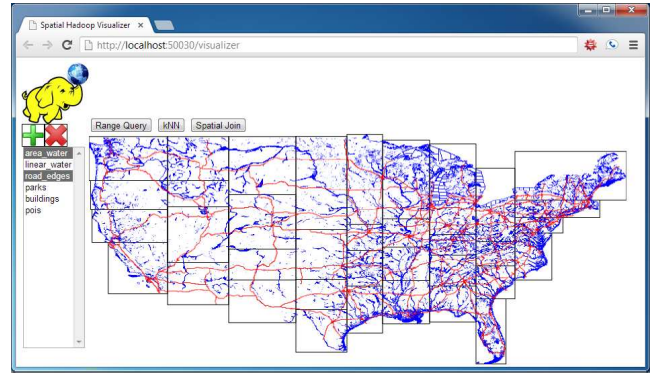 Spatial Hadoop Visualizer
http://localhost:50030/visualizer
Range Query kNN Spatial Join
area_water
linear_water
road_edges
parks
buildings
pois